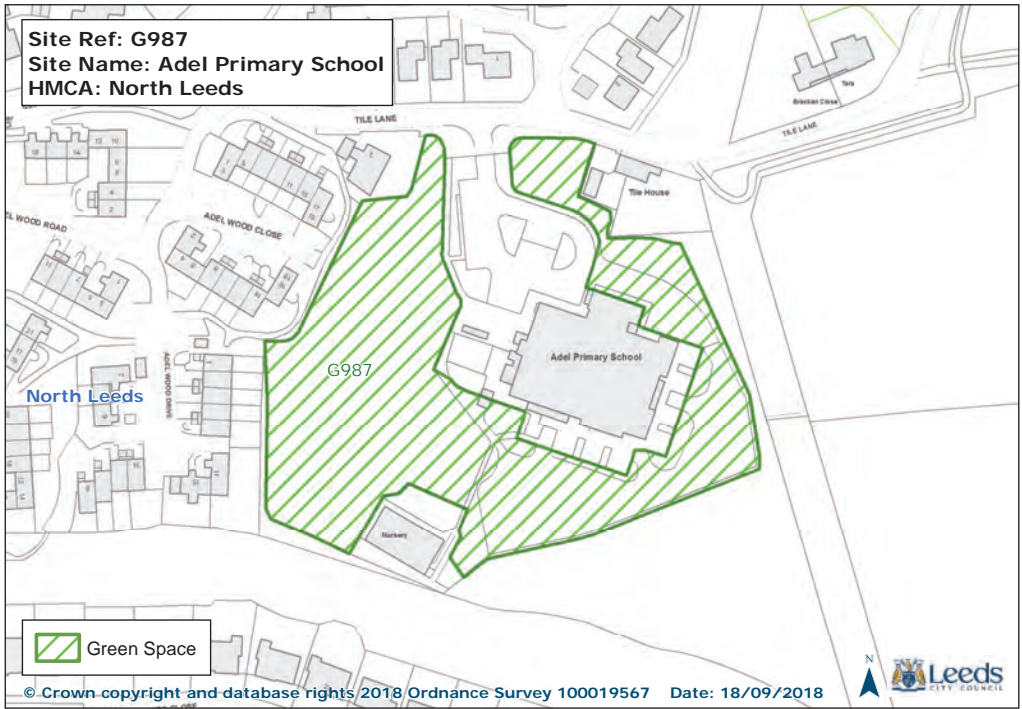 Site Ref: G987
Site Name: Adel Primary School
HMCA: North Leeds
TILE LANE
Bracken Close
Tara
TILE LANE
Tile House
ADEL WOOD CLOSE
EL WOOD ROAD
ADEL WOOD DRIVE
Adel Primary School
G987
North Leeds
Nursery
Green Space
N
Leeds
CITY COUNCIL
© Crown copyright and database rights 2018 Ordnance Survey 100019567 Date: 18/09/2018